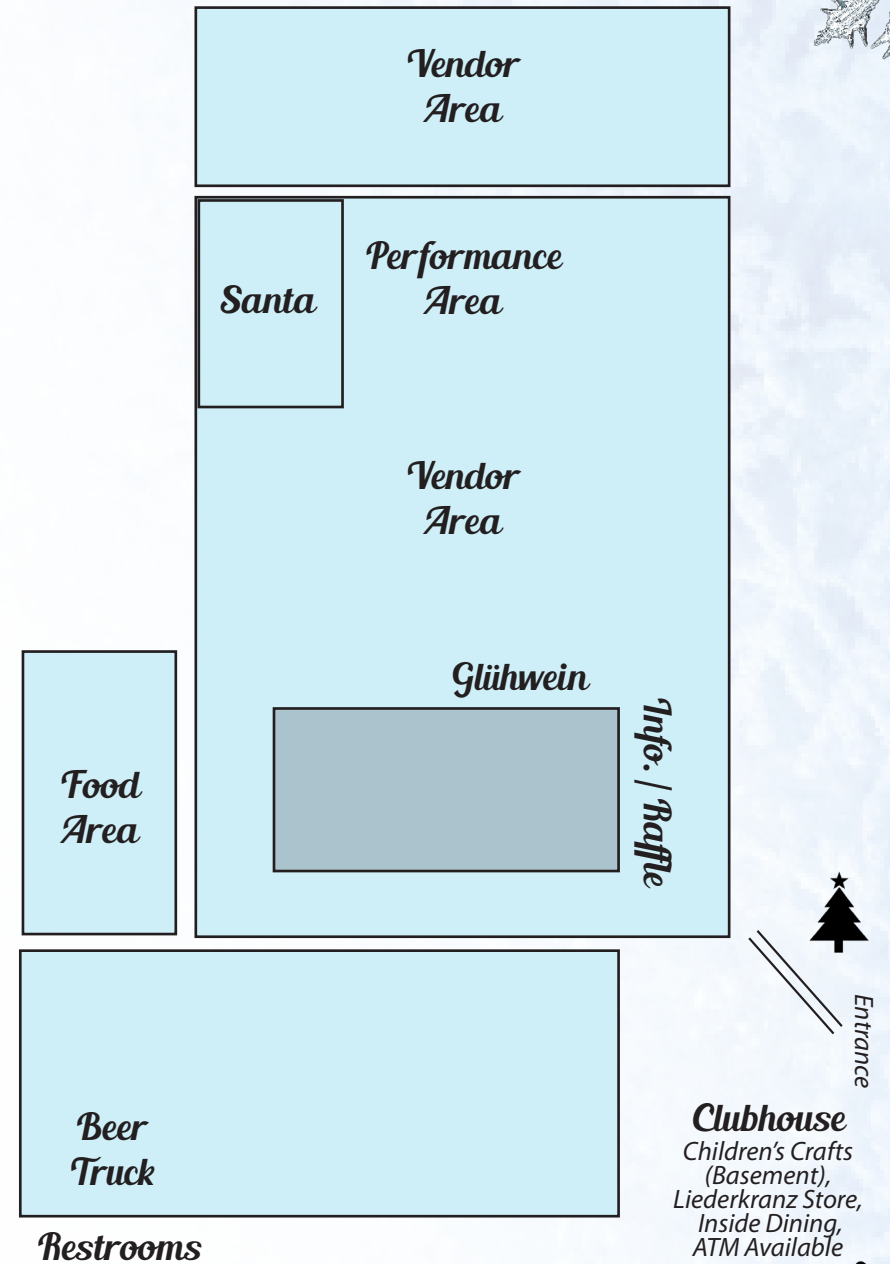 Vendor
Area
Performance
Area
Santa
Vendor
Area
Glühwein
Info. / Raffle
Food
Area
Entrance
Beer
Truck
Clubhouse
Children's Crafts
(Basement),
Liederkranz Store,
Inside Dining,
ATM Available
Restrooms